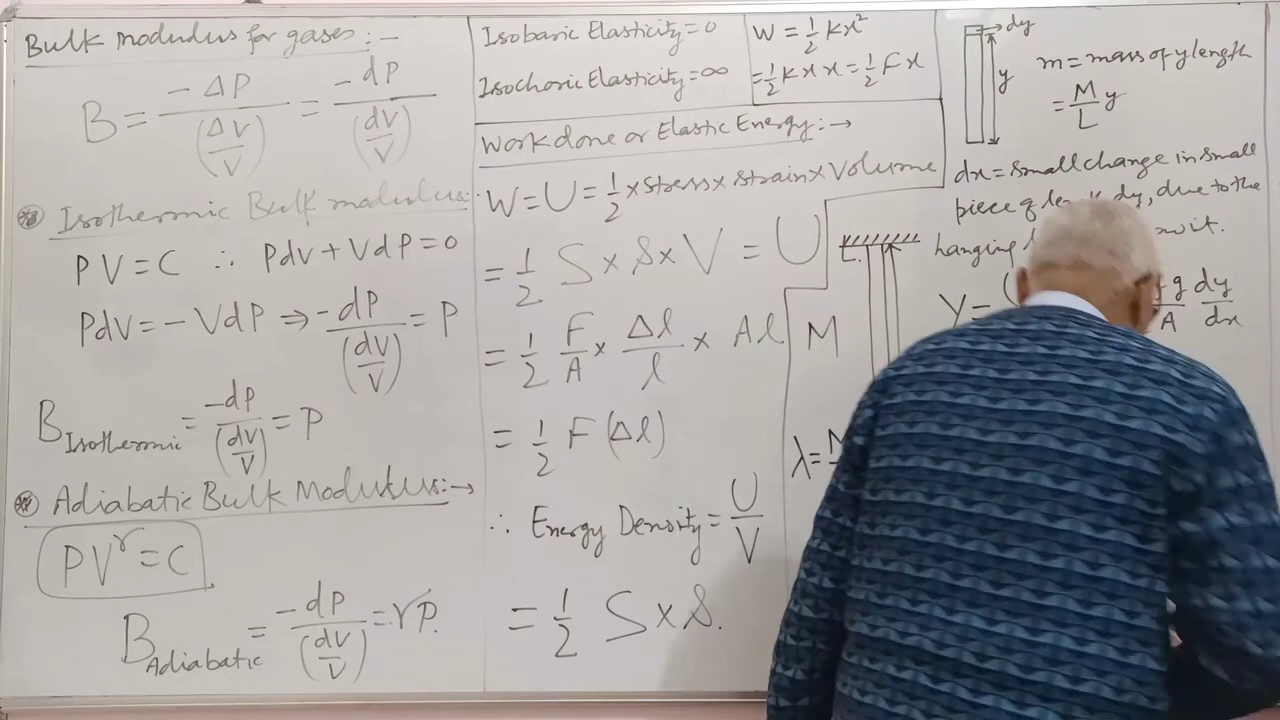 Bulk modulus for gases:-
B = -ΔP/(ΔV/V) = -dP/(dV/V)
Isothermic Bulk modulus:-
PV = C ∴ Pdv + VdP = 0
PdV = -VdP ⇒ -dP/(dV/V) = P
B Isothermic = -dP/(dV/V) = P
Adiabatic Bulk Modulus:→
PV^γ = C
B Adiabatic = -dP/(dV/V) = γP.
Isobaric Elasticity = 0
Isochoric Elasticity = ∞
W = 1/2 Kx²
= 1/2 K x x = 1/2 Fx
Work done or Elastic Energy:→
W = U = 1/2 × stress × strain × Volume
= 1/2 S × s × V = U
= 1/2 F/A × Δl/l × Al
= 1/2 F (Δl)
∴ Energy Density = U/V
= 1/2 S × s.
dy
y
m = mass of y length
= M/L y
dx = small change in small
piece of dy, due to the
hanging it.
Y = g/A dy/dx
L
M
λ =